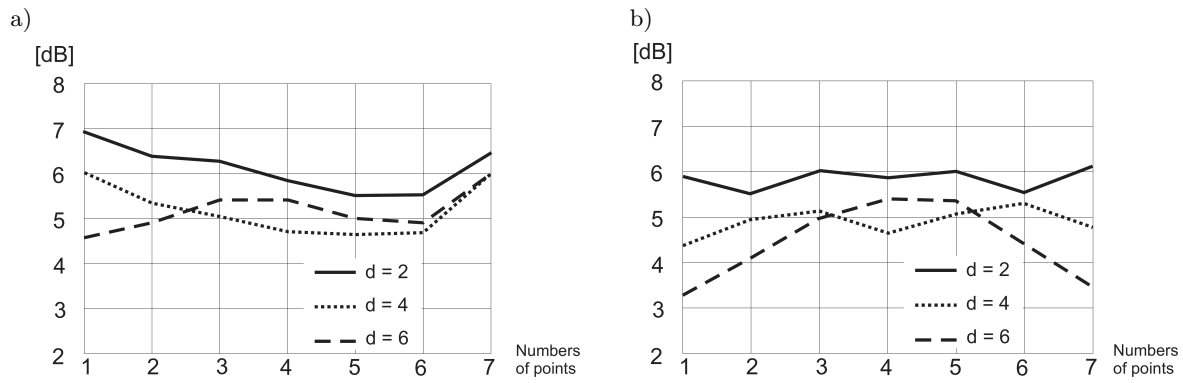 a)
[dB]
8
7
6
5
4
3
2
d = 2
d = 4
d = 6
1 2 3 4 5 6 7
Numbers
of points
b)
[dB]
8
7
6
5
4
3
2
d = 2
d = 4
d = 6
1 2 3 4 5 6 7
Numbers
of points